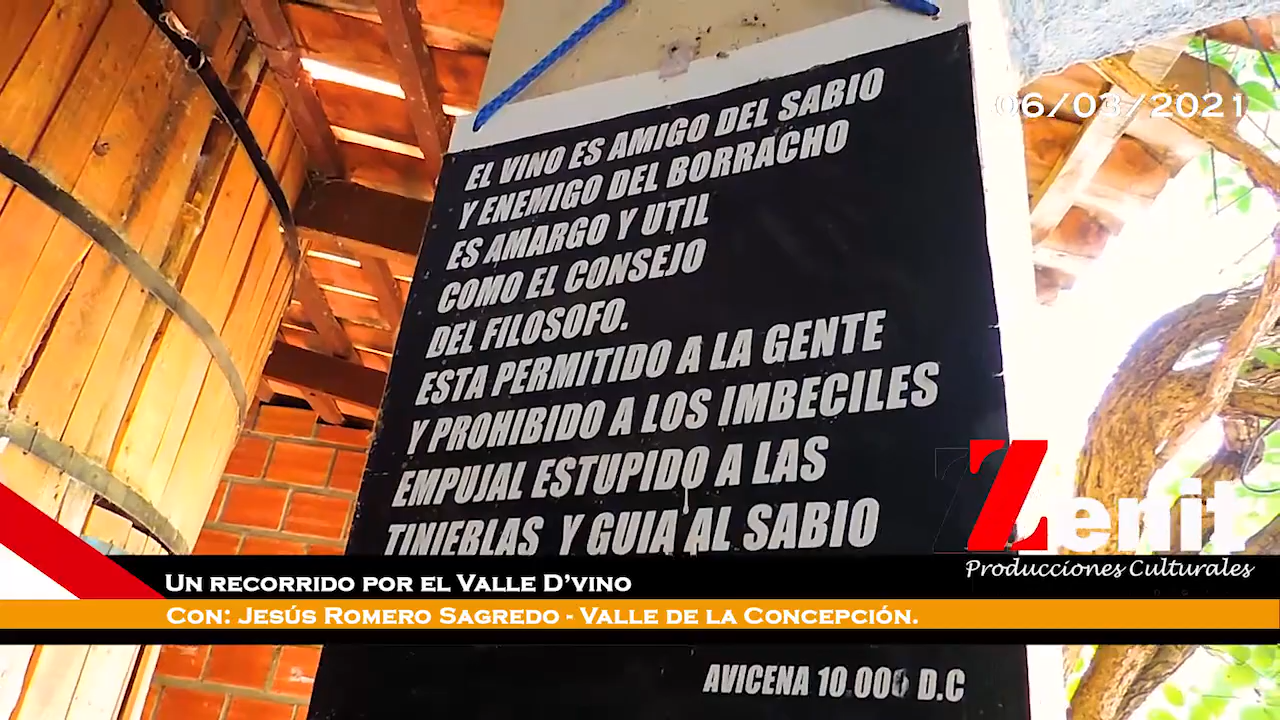 06/03/2021
EL VINO ES AMIGO DEL SABIO
Y ENEMIGO DEL BORRACHO
ES AMARGO Y UTIL
COMO EL CONSEJO
DEL FILOSOFO.
ESTA PERMITIDO A LA GENTE
Y PROHIBIDO A LOS IMBECILES
EMPUJAL ESTUPIDO A LAS
TINIEBLAS Y GUIA AL SABIO
Zenit
Producciones Culturales
UN RECORRIDO POR EL VALLE D'VINO
CON: JESÚS ROMERO SAGREDO - VALLE DE LA CONCEPCIÓN.
AVICENA 10.000 D.C